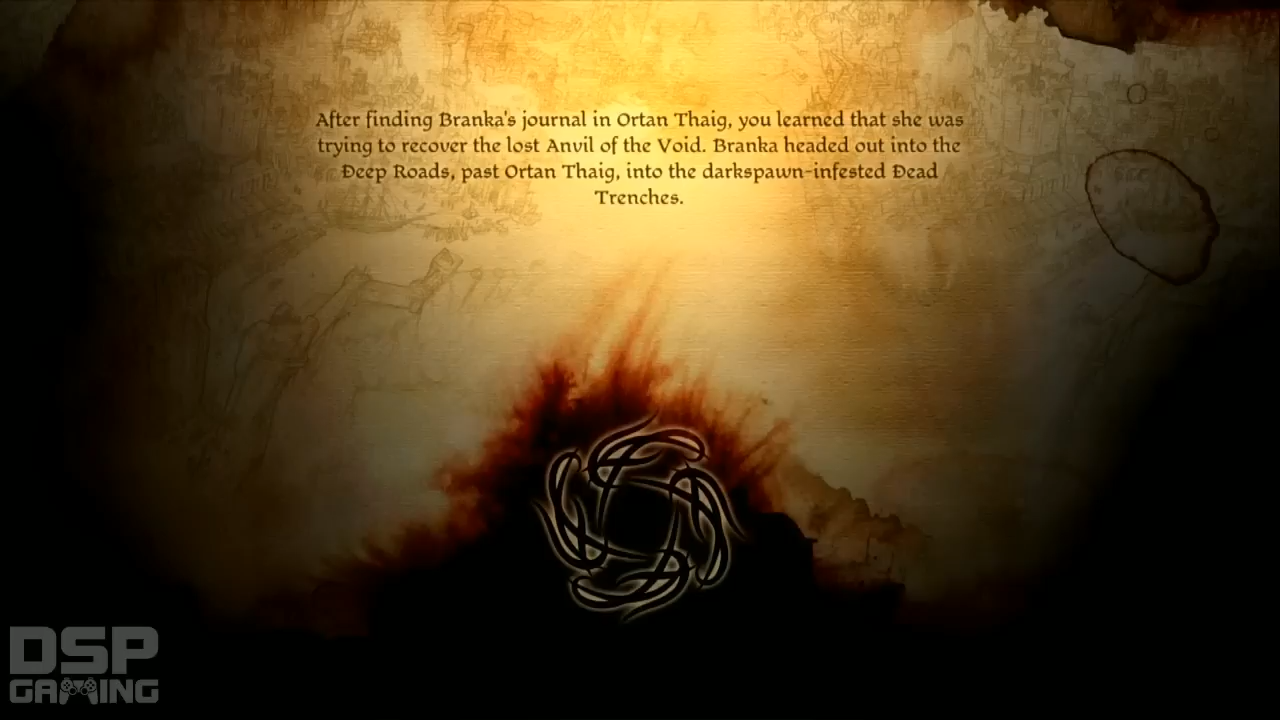 After finding Branka's journal in Ortan Thaig, you learned that she was
trying to recover the lost Anvil of the Void. Branka headed out into the
Deep Roads, past Ortan Thaig, into the darkspawn-infested Dead
Trenches.
DSP
GAMING